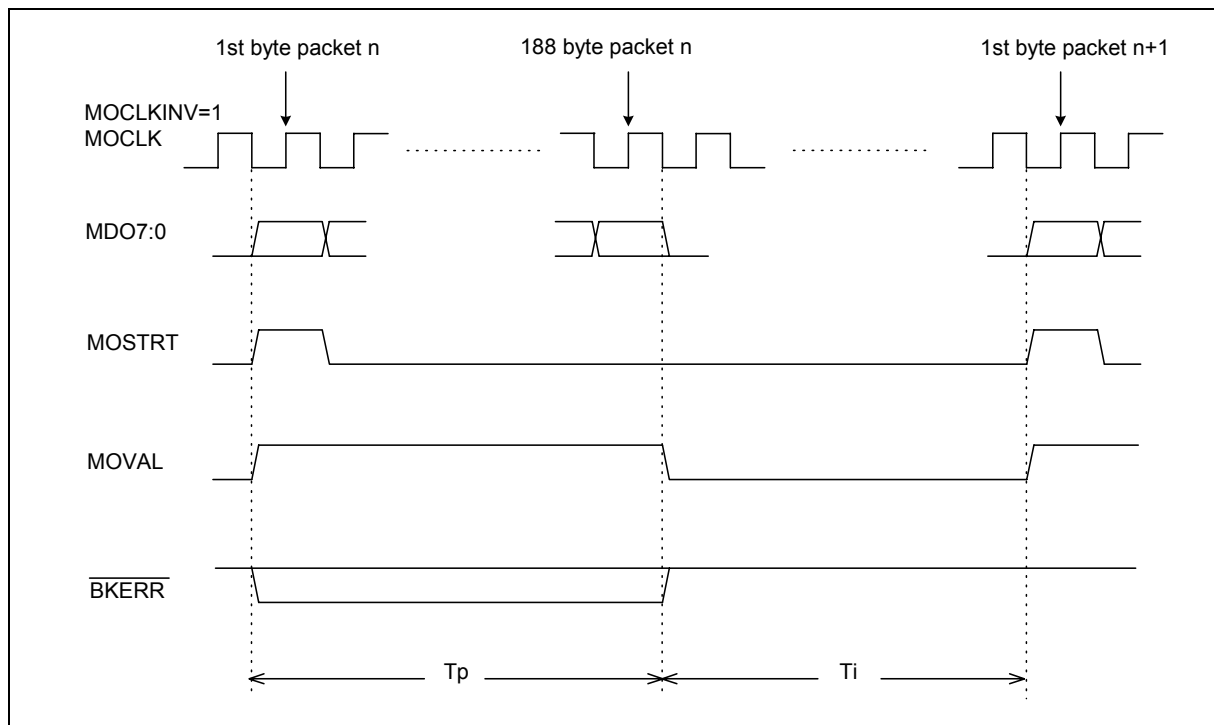 1st byte packet n
188 byte packet n
1st byte packet n+1
MOCLKINV=1
MOCLK
MDO7:0
MOSTRT
MOVAL
BKERR
Tp
Ti